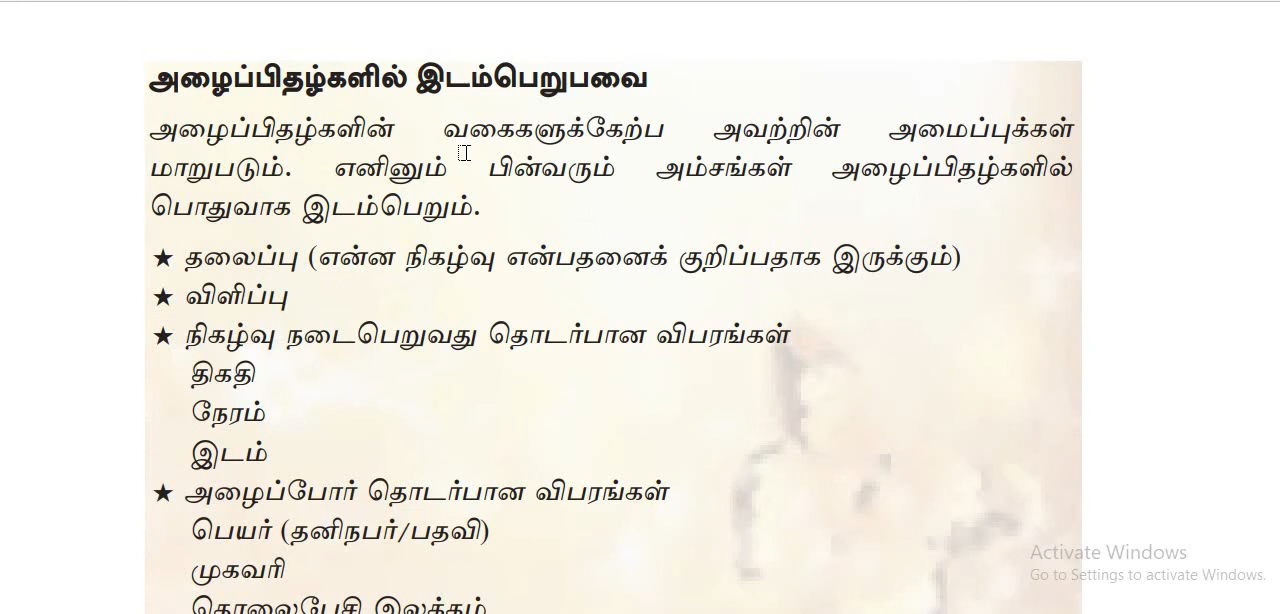 அழைப்பிதழ்களில் இடம்பெறுபவை
அழைப்பிதழ்களின் வகைகளுக்கேற்ப அவற்றின் அமைப்புக்கள்
மாறுபடும். எனினும் பின்வரும் அம்சங்கள் அழைப்பிதழ்களில்
பொதுவாக இடம்பெறும்.
★ தலைப்பு (என்ன நிகழ்வு என்பதனைக் குறிப்பதாக இருக்கும்)
★ விளிப்பு
★ நிகழ்வு நடைபெறுவது தொடர்பான விபரங்கள்
திகதி
நேரம்
இடம்
★ அழைப்போர் தொடர்பான விபரங்கள்
பெயர் (தனிநபர்/பதவி)
முகவரி
தொலைபேசி இலக்கம்
Activate Windows
Go to Settings to activate Windows.